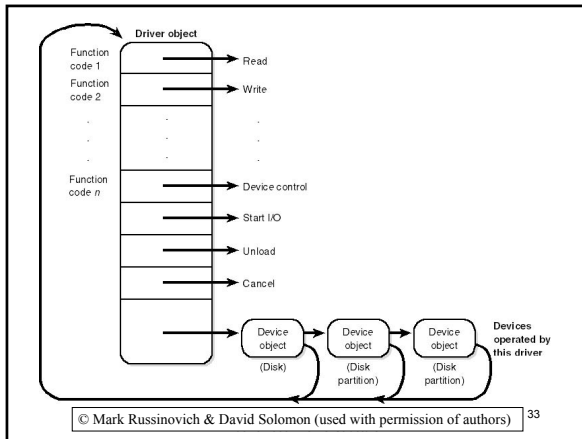 Driver object
Function
code 1
Read
Function
code 2
Write
. . .
. . .
. . .
Function
code n
Device control
Start I/O
Unload
Cancel
Device
object
(Disk)
Device
object
(Disk
partition)
Device
object
(Disk
partition)
Devices
operated by
this driver
© Mark Russinovich & David Solomon (used with permission of authors)
33